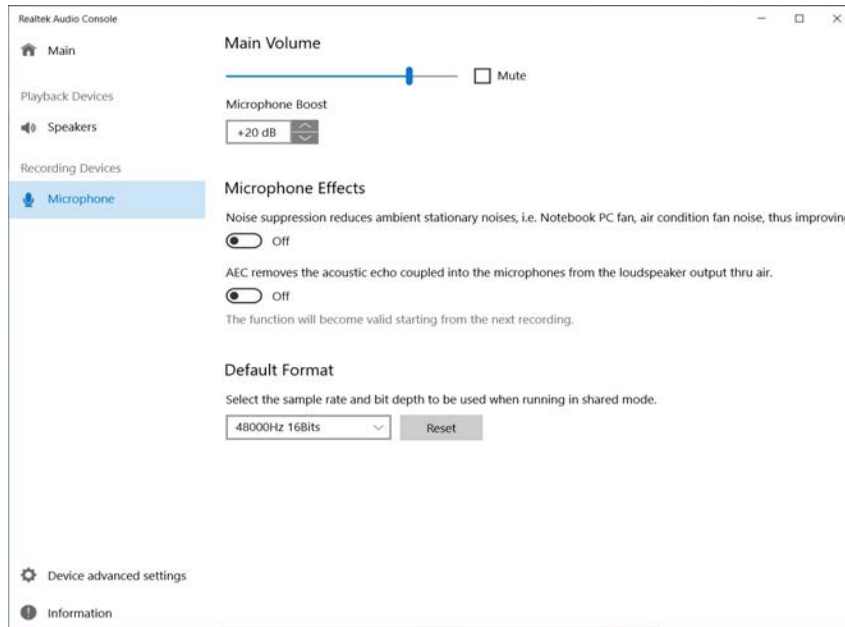 Realtek Audio Console
Main
Playback Devices
Speakers
Recording Devices
Microphone
Device advanced settings
Information
Main Volume
Mute
Microphone Boost
+20 dB
Microphone Effects
Noise suppression reduces ambient stationary noises, i.e. Notebook PC fan, air condition fan noise, thus improving
Off
AEC removes the acoustic echo coupled into the microphones from the loudspeaker output thru air.
Off
The function will become valid starting from the next recording.
Default Format
Select the sample rate and bit depth to be used when running in shared mode.
48000Hz 16Bits
Reset